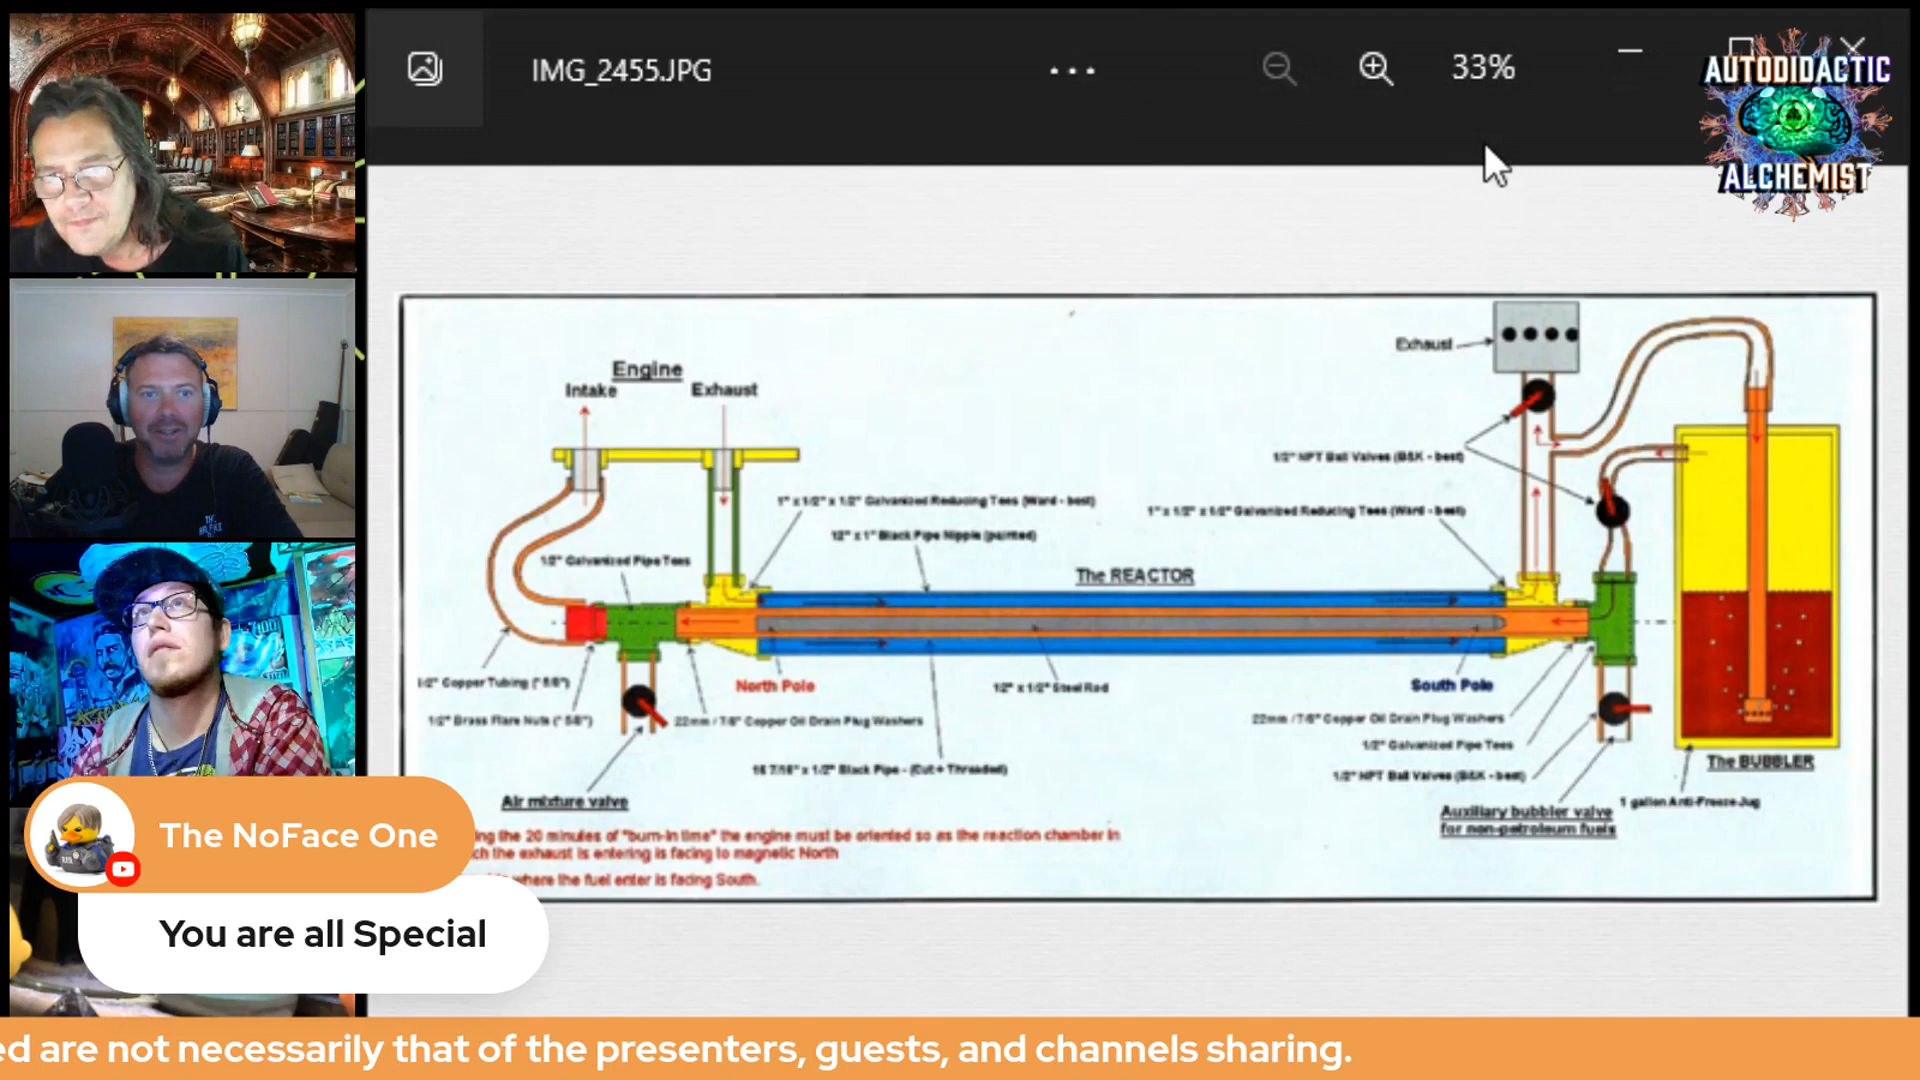 IMG_2455.JPG
33%
AUTODIDACTIC
ALCHEMIST
Engine
Intake
Exhaust
Exhaust
1/2" NPT Ball Valves (B&K - best)
1" x 1/2" x 1/2" Galvanized Reducing Tees (Ward - best)
1" x 1/2" x 1/2" Galvanized Reducing Tees (Ward - best)
12" x 1" Black Pipe Nipple (painted)
1/2" Galvanized Pipe Tees
The REACTOR
1/2" Copper Tubing (* 5/8")
North Pole
12" x 1/2" Steel Rod
South Pole
1/2" Brass Flare Nuts (* 5/8")
22mm / 7/8" Copper Oil Drain Plug Washers
22mm / 7/8" Copper Oil Drain Plug Washers
1/2" Galvanized Pipe Tees
16 7/16" x 1/2" Black Pipe - (Cut + Threaded)
1/2" NPT Ball Valves (B&K - best)
The BUBBLER
Air mixture valve
Auxiliary bubbler valve
for non-petroleum fuels
1 gallon Anti-Freeze Jug
ing the 20 minutes of "burn-in time" the engine must be oriented so as the reaction chamber in
ch the exhaust is entering is facing to magnetic North
where the fuel enter is facing South.
The NoFace One
You are all Special
ed are not necessarily that of the presenters, guests, and channels sharing.